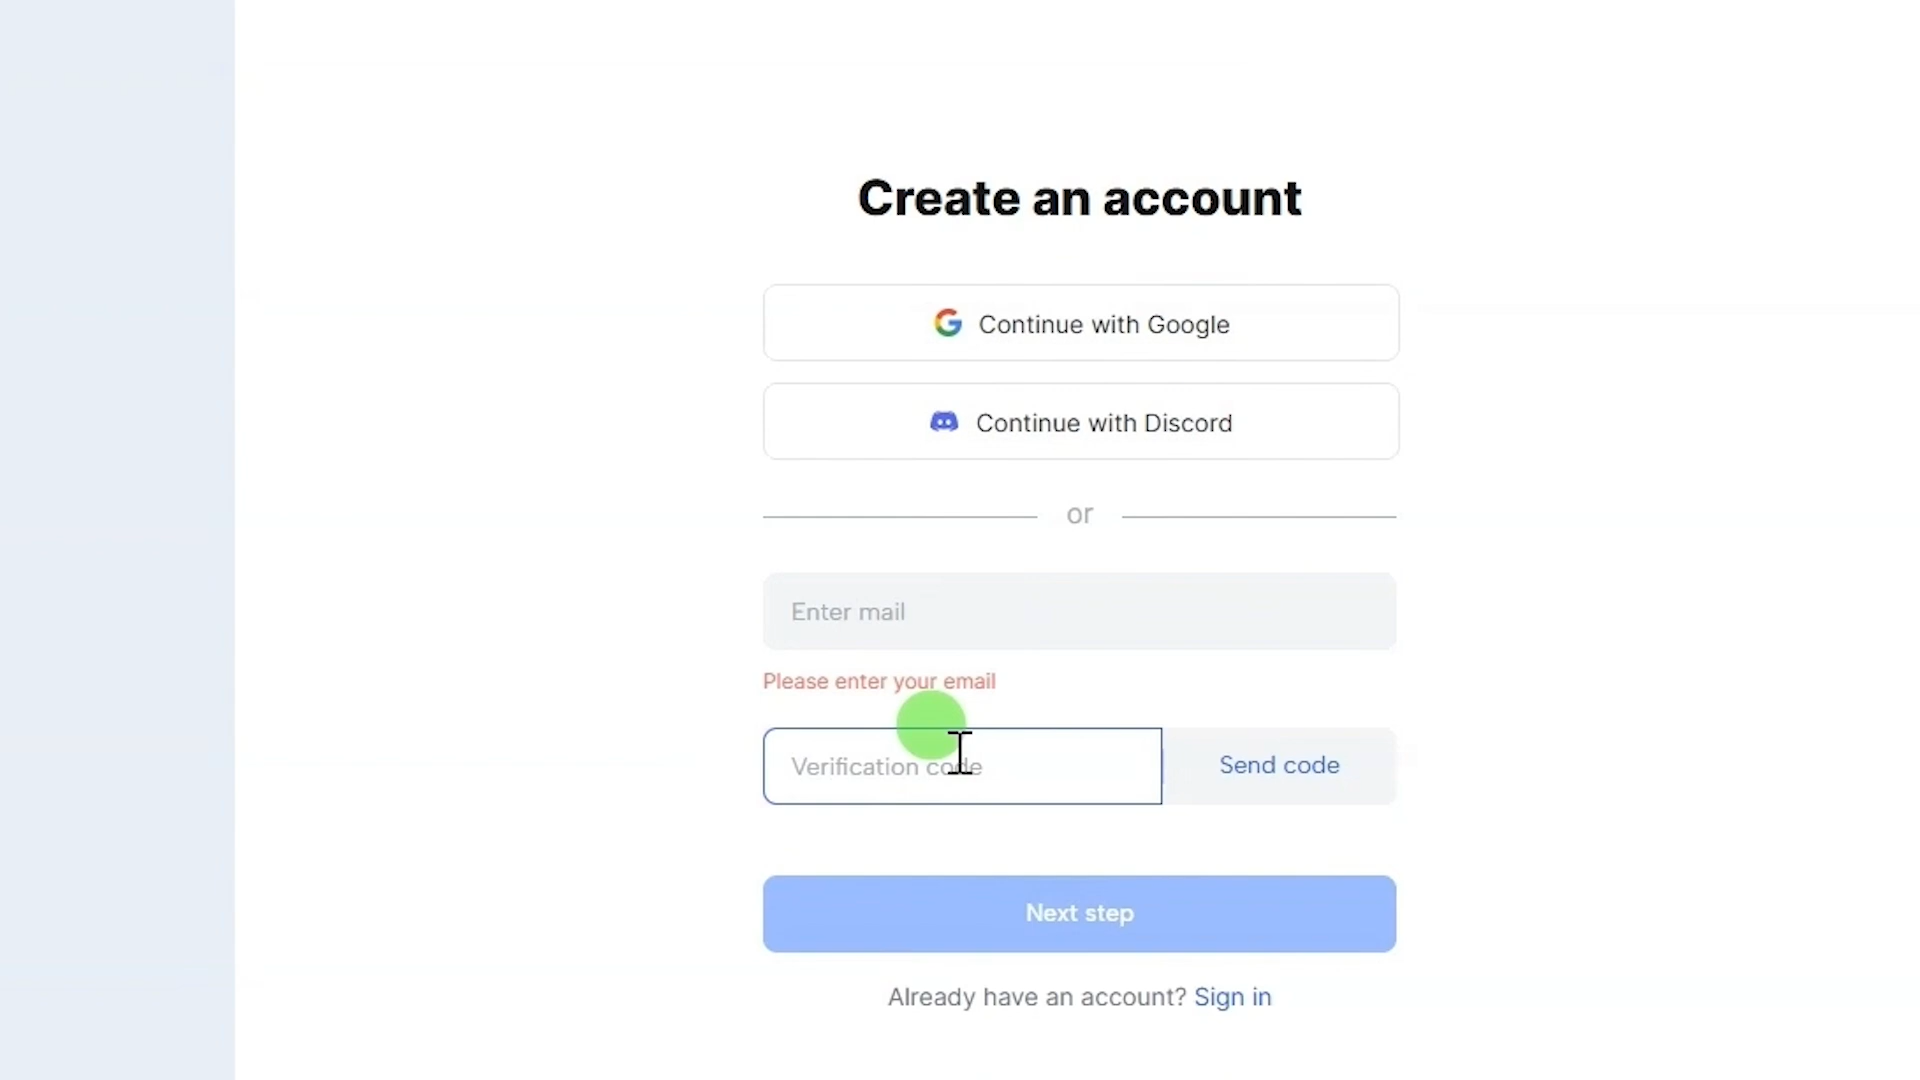 Create an account
Continue with Google
Continue with Discord
or
Enter mail
Please enter your email
Verification code
Send code
Next step
Already have an account? Sign in